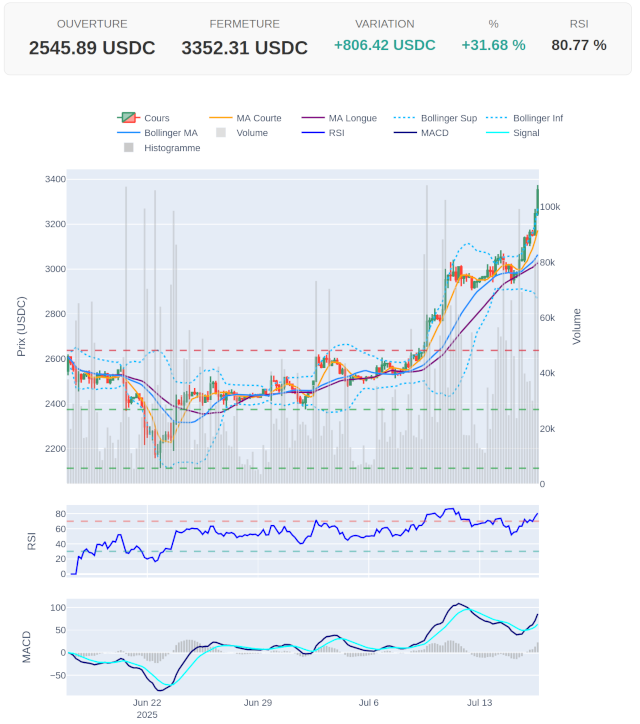 OUVERTURE FERMETURE VARIATION % RSI
2545.89 USDC 3352.31 USDC +806.42 USDC +31.68 % 80.77 %
Cours MA Courte MA Longue Bollinger Sup Bollinger Inf
Bollinger MA Volume RSI MACD Signal
Histogramme
3400
100k
3200
80k
3000
60k
2800
2600
40k
2400
20k
2200
0
Prix (USDC)
Volume
80
60
40
20
0
RSI
100
50
0
−50
MACD
Jun 22 Jun 29 Jul 6 Jul 13
2025